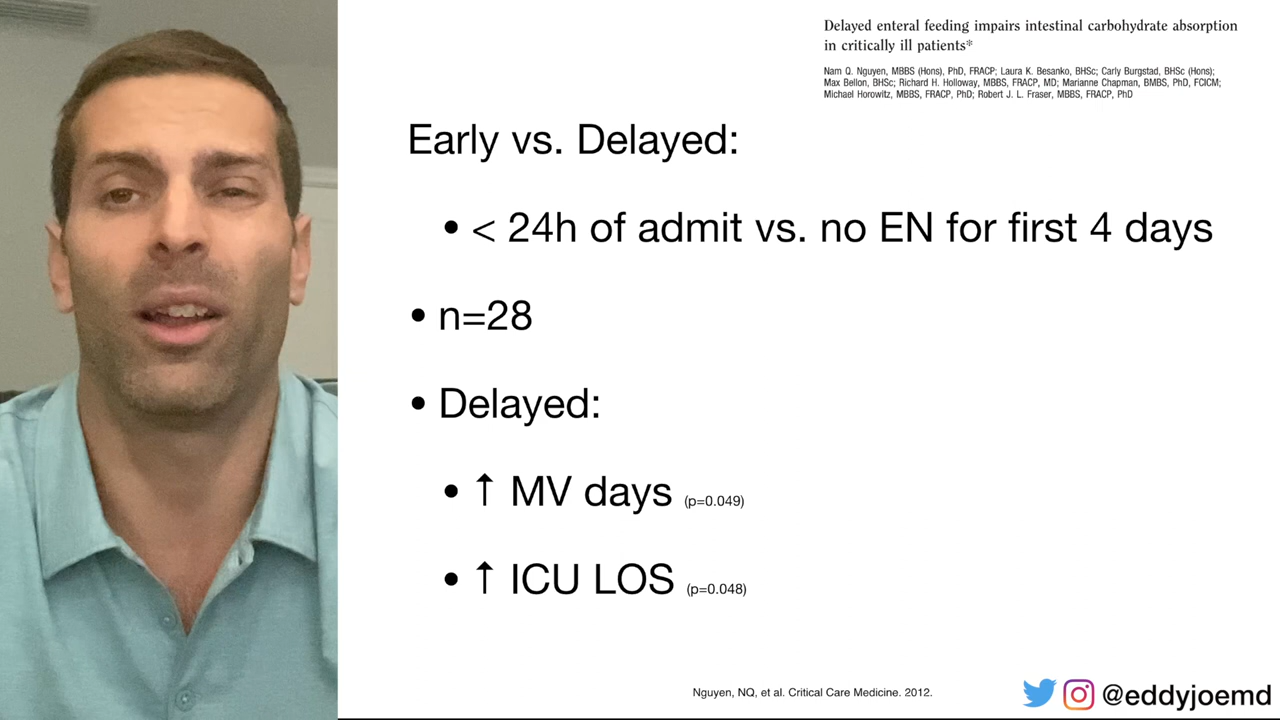 Delayed enteral feeding impairs intestinal carbohydrate absorption
in critically ill patients*
Nam Q. Nguyen, MBBS (Hons), PhD, FRACP; Laura K. Besanko, BHSc; Carly Burgstad, BHSc (Hons);
Max Bellon, BHSc; Richard H. Holloway, MBBS, FRACP, MD; Marianne Chapman, BMBS, PhD, FCICM;
Michael Horowitz, MBBS, FRACP, PhD; Robert J. L. Fraser, MBBS, FRACP, PhD
Early vs. Delayed:
• < 24h of admit vs. no EN for first 4 days
• n=28
• Delayed:
• ↑ MV days (p=0.049)
• ↑ ICU LOS (p=0.048)
Nguyen, NQ, et al. Critical Care Medicine. 2012.
@eddyjoemd